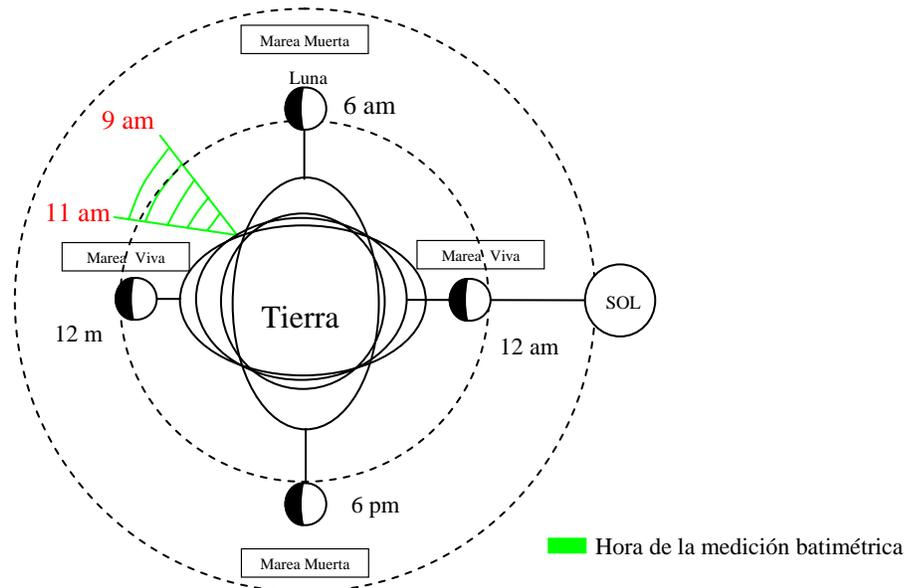 Marea Muerta
Luna
6 am
9 am
11 am
Marea Viva
Marea Viva
SOL
Tierra
12 m
12 am
6 pm
Hora de la medición batimétrica
Marea Muerta